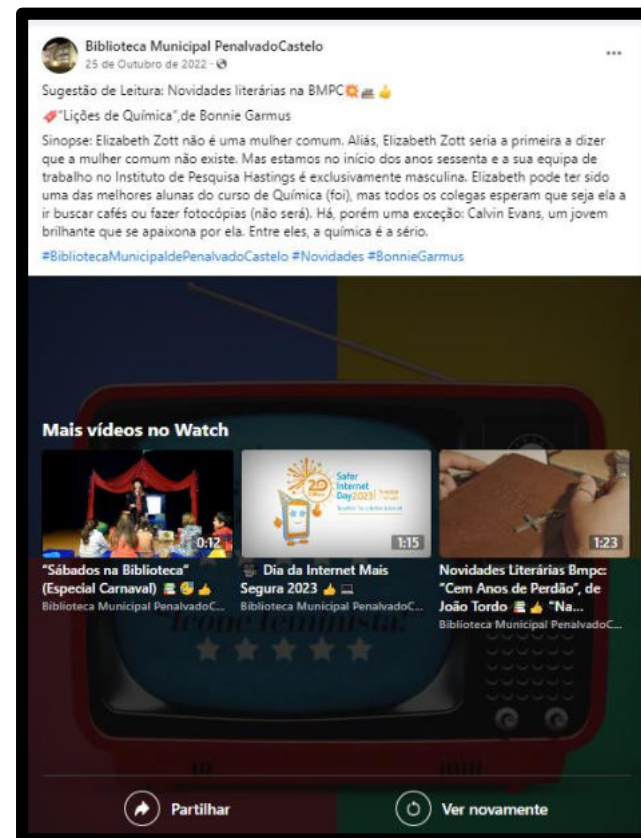 Biblioteca Municipal PenalvadoCastelo
25 de Outubro de 2022 ·
Sugestão de Leitura: Novidades literárias na BMPC
"Lições de Química",de Bonnie Garmus
Sinopse: Elizabeth Zott não é uma mulher comum. Aliás, Elizabeth Zott seria a primeira a dizer
que a mulher comum não existe. Mas estamos no início dos anos sessenta e a sua equipa de
trabalho no Instituto de Pesquisa Hastings é exclusivamente masculina. Elizabeth pode ter sido
uma das melhores alunas do curso de Química (foi), mas todos os colegas esperam que seja ela a
ir buscar cafés ou fazer fotocópias (não será). Há, porém uma exceção: Calvin Evans, um jovem
brilhante que se apaixona por ela. Entre eles, a química é a sério.
#BibliotecaMunicipaldePenalvadoCastelo #Novidades #BonnieGarmus
Mais vídeos no Watch
Safer
Internet
Day2023
0:12
1:15
1:23
"Sábados na Biblioteca"
(Especial Carnaval)
Biblioteca Municipal PenalvadoC...
Dia da Internet Mais
Segura 2023
Biblioteca Municipal PenalvadoC...
Novidades Literárias Bmpc:
"Cem Anos de Perdão", de
João Tordo "Na...
Biblioteca Municipal PenalvadoC...
"Ícone feminista!
Partilhar
Ver novamente